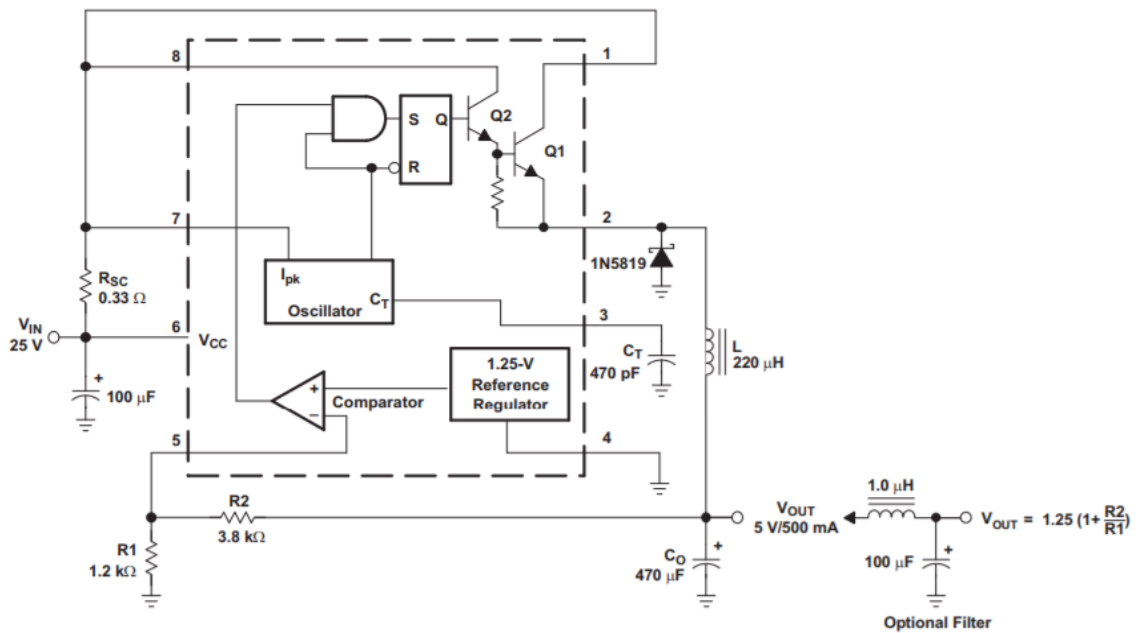 8
1
S
Q
Q2
R
Q1
7
2
1N5819
RSC
0.33 Ω
Ipk
CT
Oscillator
3
VIN
25 V
6
VCC
CT
470 pF
L
220 µH
+
100 µF
1.25-V
Reference
Regulator
+
Comparator
–
5
4
R2
3.8 kΩ
R1
1.2 kΩ
VOUT
5 V/500 mA
1.0 µH
VOUT = 1.25 (1+ R2/R1)
CO
470 µF
+
100 µF
+
Optional Filter